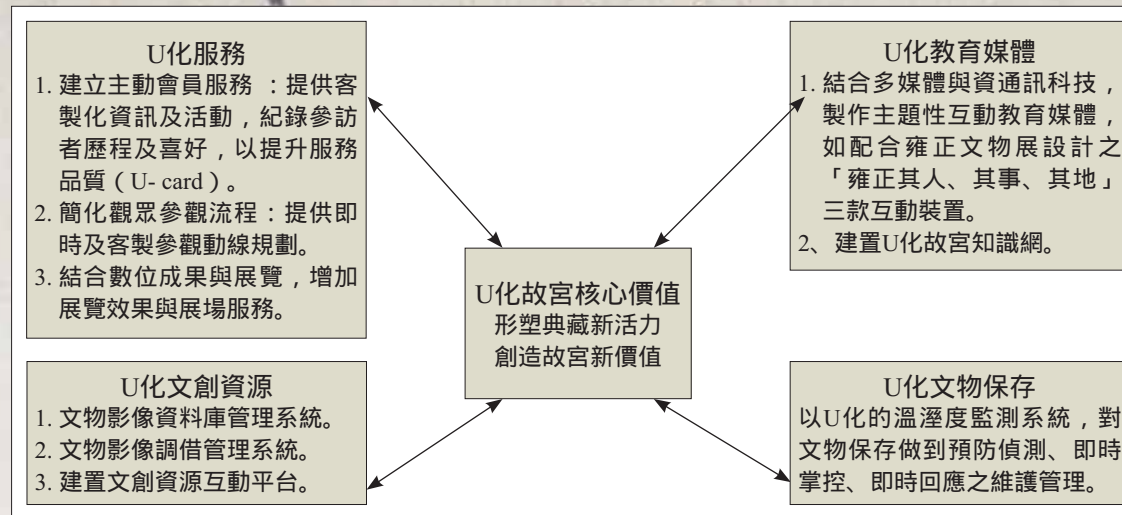 U化服務
1. 建立主動會員服務 ：提供客
製化資訊及活動，紀錄參訪
者歷程及喜好，以提升服務
品質（U- card）。
2. 簡化觀眾參觀流程：提供即
時及客製參觀動線規劃。
3. 結合數位成果與展覽，增加
展覽效果與展場服務。
U化教育媒體
1. 結合多媒體與資通訊科技，
製作主題性互動教育媒體，
如配合雍正文物展設計之
「雍正其人、其事、其地」
三款互動裝置。
2、建置U化故宮知識網。
U化故宮核心價值
形塑典藏新活力
創造故宮新價值
U化文創資源
1. 文物影像資料庫管理系統。
2. 文物影像調借管理系統。
3. 建置文創資源互動平台。
U化文物保存
以U化的溫溼度監測系統，對
文物保存做到預防偵測、即時
掌控、即時回應之維護管理。